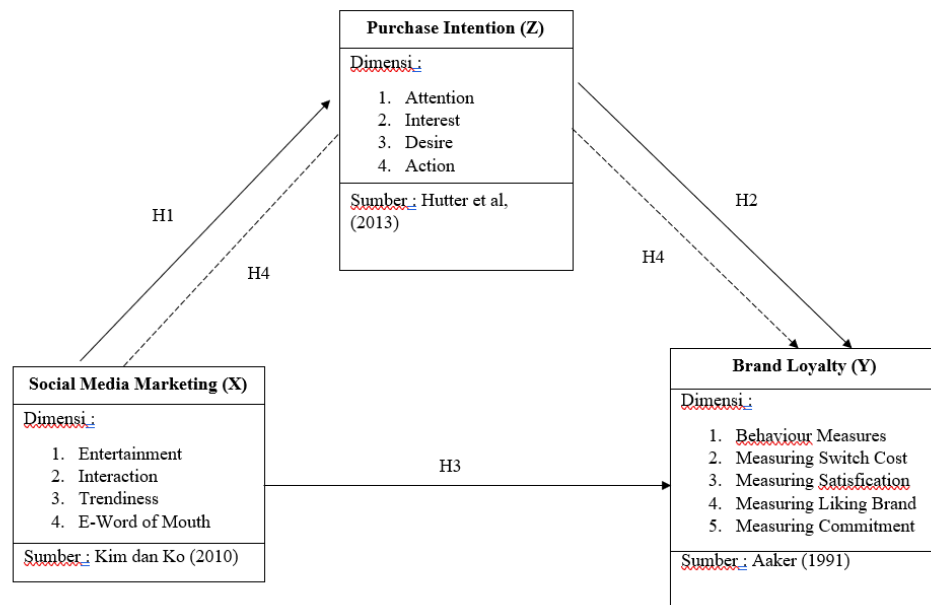 Purchase Intention (Z)
Dimensi :
1. Attention
2. Interest
3. Desire
4. Action
Sumber : Hutter et al,
(2013)
H1
H4
H2
H4
Social Media Marketing (X)
Dimensi :
1. Entertainment
2. Interaction
3. Trendiness
4. E-Word of Mouth
Sumber : Kim dan Ko (2010)
H3
Brand Loyalty (Y)
Dimensi :
1. Behaviour Measures
2. Measuring Switch Cost
3. Measuring Satisfication
4. Measuring Liking Brand
5. Measuring Commitment
Sumber : Aaker (1991)